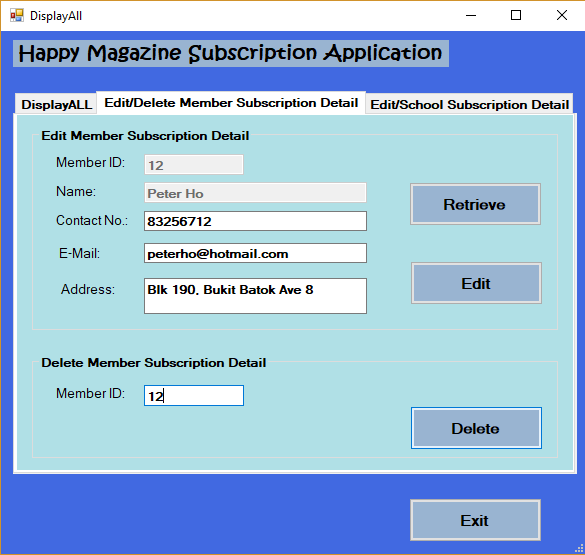 DisplayAll
Happy Magazine Subscription Application
DisplayALL Edit/Delete Member Subscription Detail Edit/School Subscription Detail
Edit Member Subscription Detail
Member ID: 12
Name: Peter Ho
Retrieve
Contact No.: 83256712
E-Mail: peterho@hotmail.com
Edit
Address: Blk 190, Bukit Batok Ave 8
Delete Member Subscription Detail
Member ID: 12
Delete
Exit